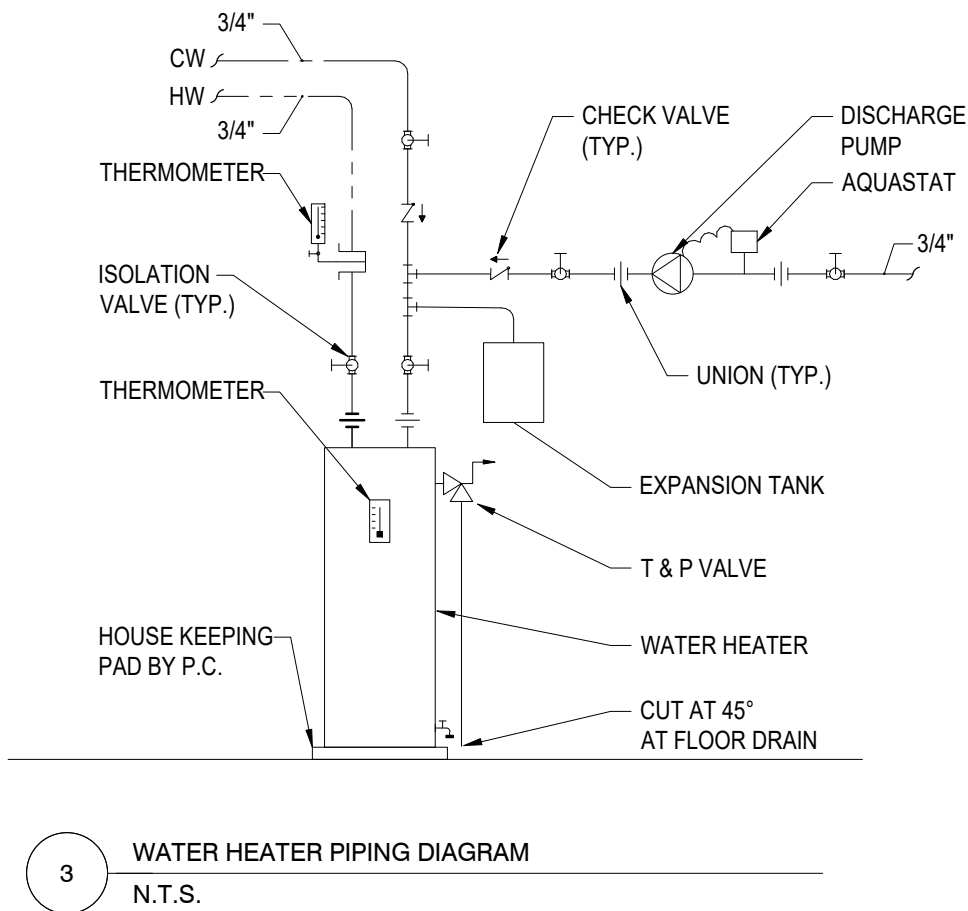 3/4"
CW
HW
3/4"
THERMOMETER
CHECK VALVE
(TYP.)
DISCHARGE
PUMP
AQUASTAT
3/4"
ISOLATION
VALVE (TYP.)
UNION (TYP.)
THERMOMETER
EXPANSION TANK
T & P VALVE
HOUSE KEEPING
PAD BY P.C.
WATER HEATER
CUT AT 45°
AT FLOOR DRAIN
3
WATER HEATER PIPING DIAGRAM
N.T.S.